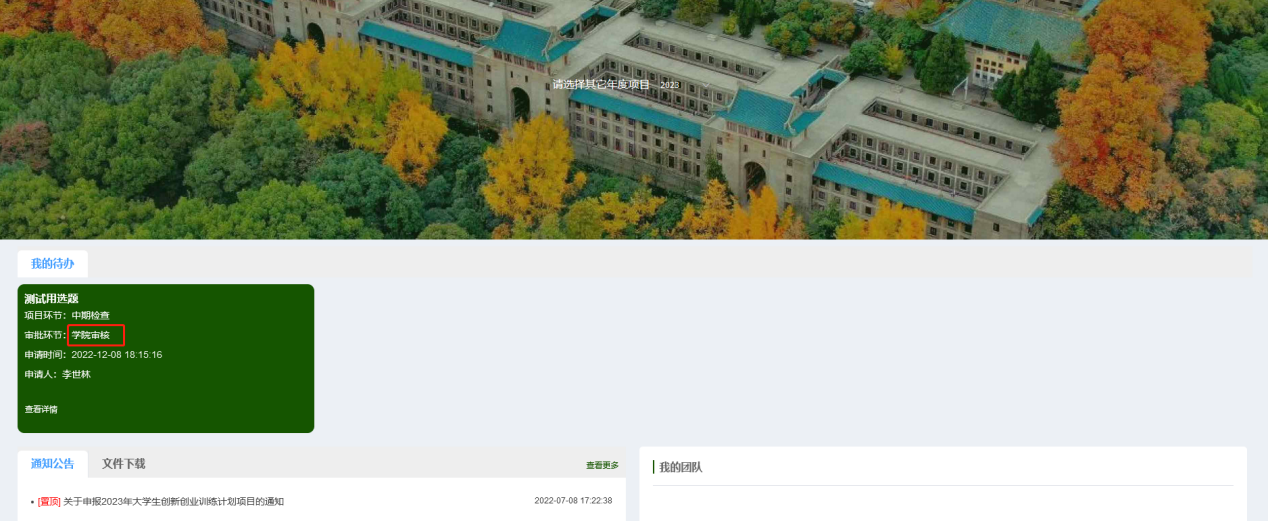 请选择其它年度项目 2023
我的待办
测试用选题
项目环节：中期检查
审批环节：学院审核
申请时间：2022-12-08 18:15:16
申请人：李世林
查看详情
通知公告 文件下载 查看更多
• [置顶] 关于申报2023年大学生创新创业训练计划项目的通知 2022-07-08 17:22:38
我的团队